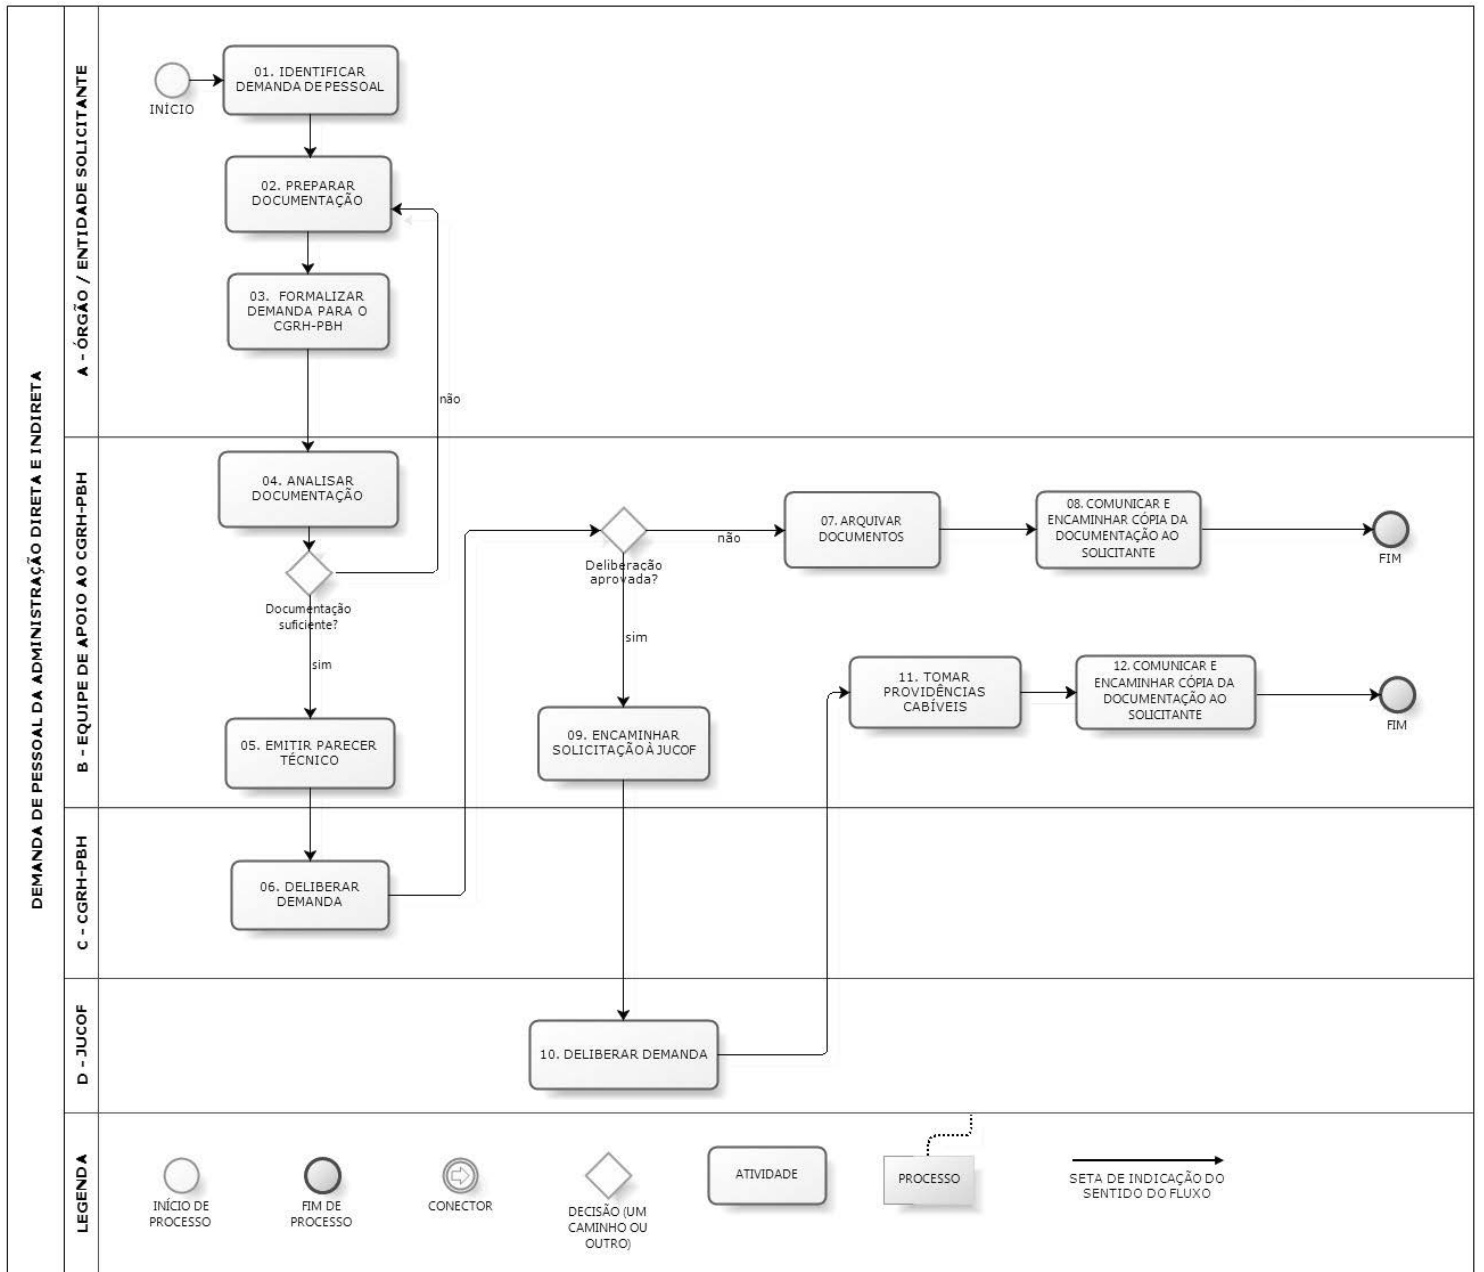 DEMANDA DE PESSOAL DA ADMINISTRAÇÃO DIRETA E INDIRETA
A - ÓRGÃO / ENTIDADE SOLICITANTE
INÍCIO
01. IDENTIFICAR
DEMANDA DE PESSOAL
02. PREPARAR
DOCUMENTAÇÃO
03. FORMALIZAR
DEMANDA PARA O
CGRH-PBH
não
B - EQUIPE DE APOIO AO CGRH-PBH
04. ANALISAR
DOCUMENTAÇÃO
Documentação
suficiente?
sim
05. EMITIR PARECER
TÉCNICO
Deliberação
aprovada?
não
07. ARQUIVAR
DOCUMENTOS
08. COMUNICAR E
ENCAMINHAR CÓPIA DA
DOCUMENTAÇÃO AO
SOLICITANTE
FIM
sim
09. ENCAMINHAR
SOLICITAÇÃO À JUCOF
11. TOMAR
PROVIDÊNCIAS
CABÍVEIS
12. COMUNICAR E
ENCAMINHAR CÓPIA DA
DOCUMENTAÇÃO AO
SOLICITANTE
FIM
C - CGRH-PBH
06. DELIBERAR
DEMANDA
D - JUCOF
10. DELIBERAR DEMANDA
LEGENDA
INÍCIO DE
PROCESSO
FIM DE
PROCESSO
CONECTOR
DECISÃO (UM
CAMINHO OU
OUTRO)
ATIVIDADE
PROCESSO
SETA DE INDICAÇÃO DO
SENTIDO DO FLUXO